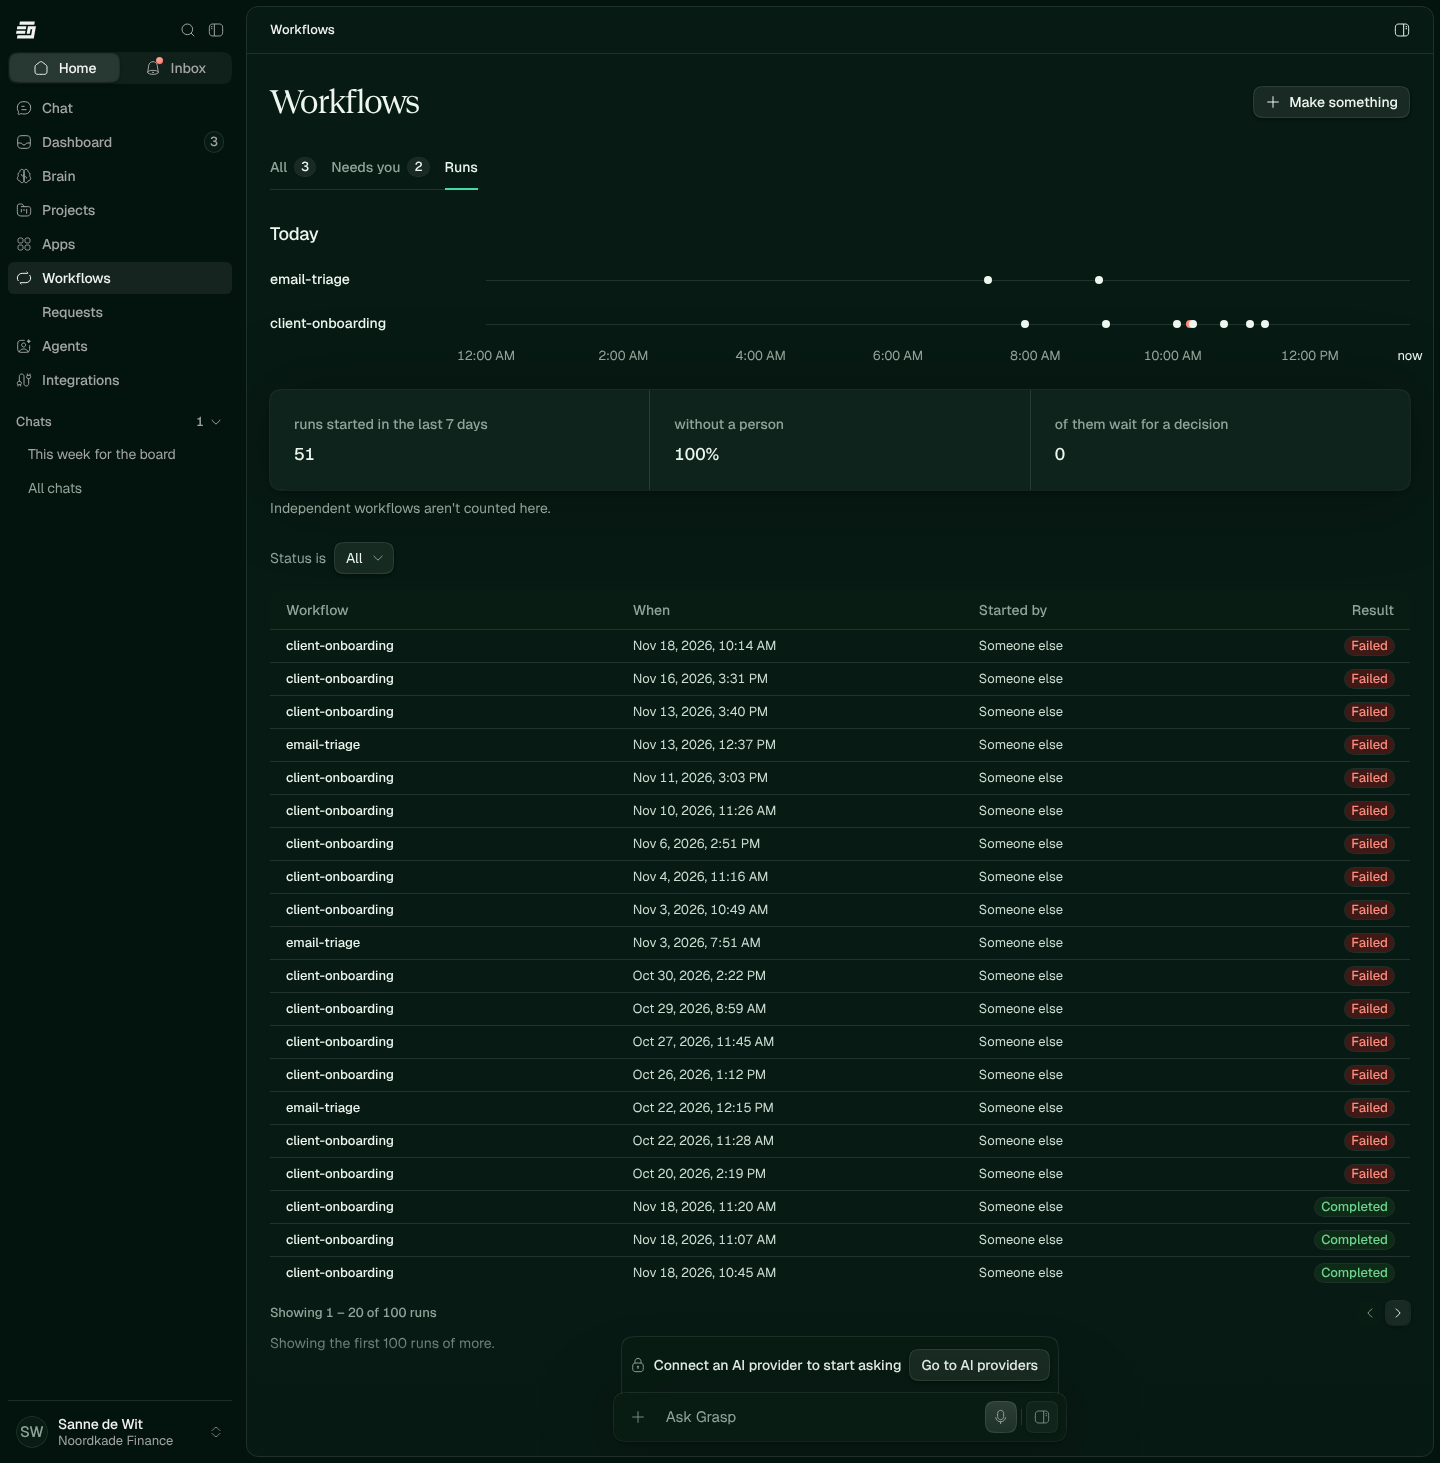 Workflows
Home
Inbox
Chat
Dashboard 3
Brain
Projects
Apps
Workflows
Requests
Agents
Integrations
Chats 1
This week for the board
All chats
SW
Sanne de Wit
Noordkade Finance
Workflows
Make something
All 3 Needs you 2 Runs
Today
email-triage
client-onboarding
12:00 AM 2:00 AM 4:00 AM 6:00 AM 8:00 AM 10:00 AM 12:00 PM now
runs started in the last 7 days
51
without a person
100%
of them wait for a decision
0
Independent workflows aren't counted here.
Status is All
Workflow When Started by Result
client-onboarding Nov 18, 2026, 10:14 AM Someone else Failed
client-onboarding Nov 16, 2026, 3:31 PM Someone else Failed
client-onboarding Nov 13, 2026, 3:40 PM Someone else Failed
email-triage Nov 13, 2026, 12:37 PM Someone else Failed
client-onboarding Nov 11, 2026, 3:03 PM Someone else Failed
client-onboarding Nov 10, 2026, 11:26 AM Someone else Failed
client-onboarding Nov 6, 2026, 2:51 PM Someone else Failed
client-onboarding Nov 4, 2026, 11:16 AM Someone else Failed
client-onboarding Nov 3, 2026, 10:49 AM Someone else Failed
email-triage Nov 3, 2026, 7:51 AM Someone else Failed
client-onboarding Oct 30, 2026, 2:22 PM Someone else Failed
client-onboarding Oct 29, 2026, 8:59 AM Someone else Failed
client-onboarding Oct 27, 2026, 11:45 AM Someone else Failed
client-onboarding Oct 26, 2026, 1:12 PM Someone else Failed
email-triage Oct 22, 2026, 12:15 PM Someone else Failed
client-onboarding Oct 22, 2026, 11:28 AM Someone else Failed
client-onboarding Oct 20, 2026, 2:19 PM Someone else Failed
client-onboarding Nov 18, 2026, 11:20 AM Someone else Completed
client-onboarding Nov 18, 2026, 11:07 AM Someone else Completed
client-onboarding Nov 18, 2026, 10:45 AM Someone else Completed
Showing 1 – 20 of 100 runs
Showing the first 100 runs of more.
Connect an AI provider to start asking
Go to AI providers
Ask Grasp